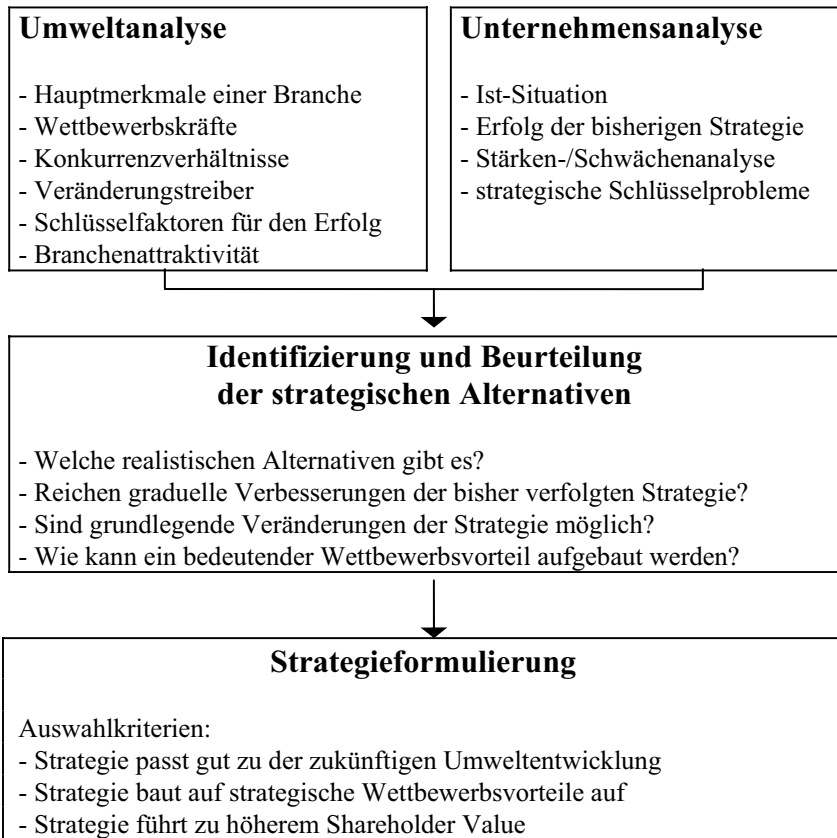 Umweltanalyse
- Hauptmerkmale einer Branche
- Wettbewerbskräfte
- Konkurrenzverhältnisse
- Veränderungstreiber
- Schlüsselfaktoren für den Erfolg
- Branchenattraktivität
Unternehmensanalyse
- Ist-Situation
- Erfolg der bisherigen Strategie
- Stärken-/Schwächenanalyse
- strategische Schlüsselprobleme
Identifizierung und Beurteilung
der strategischen Alternativen
- Welche realistischen Alternativen gibt es?
- Reichen graduelle Verbesserungen der bisher verfolgten Strategie?
- Sind grundlegende Veränderungen der Strategie möglich?
- Wie kann ein bedeutender Wettbewerbsvorteil aufgebaut werden?
Strategieformulierung
Auswahlkriterien:
- Strategie passt gut zu der zukünftigen Umweltentwicklung
- Strategie baut auf strategische Wettbewerbsvorteile auf
- Strategie führt zu höherem Shareholder Value